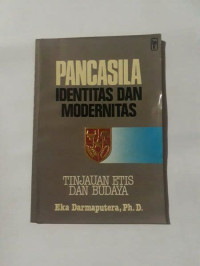 PANCASILA
IDENTITAS DAN
MODERNITAS
TINJAUAN ETIS
DAN BUDAYA
Eka Darmaputera, Ph. D.